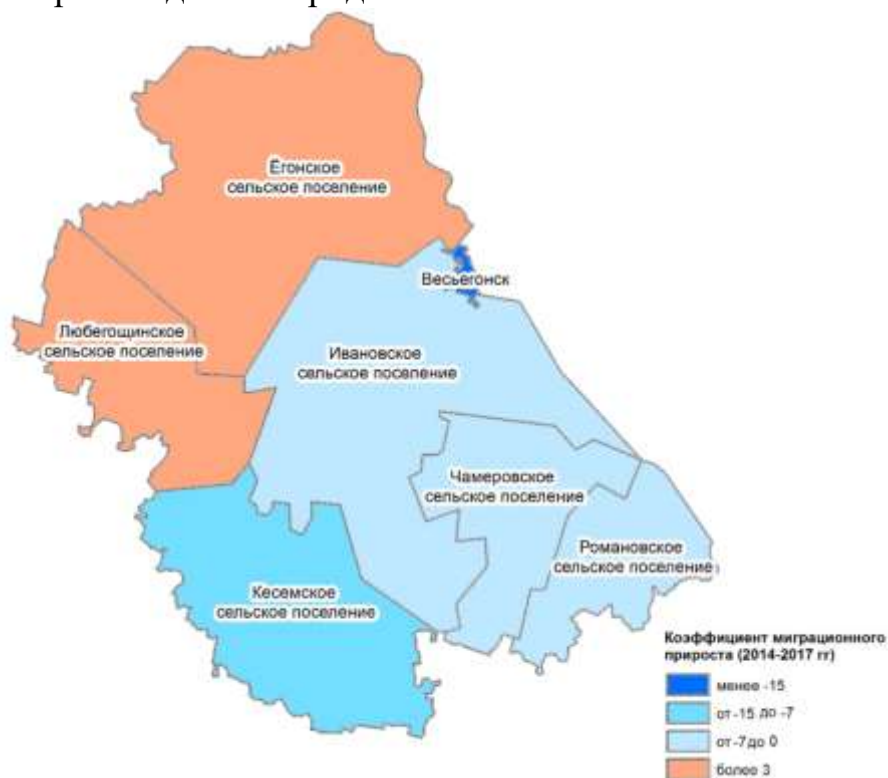 Ёгонское
сельское поселение
Весьегонск
Любегощинское
сельское поселение
Ивановское
сельское поселение
Чамеровское
сельское поселение
Романовское
сельское поселение
Кесемское
сельское поселение
Коэффициент миграционного
прироста (2014-2017 гг)
менее -15
от -15 до -7
от -7 до 0
более 3